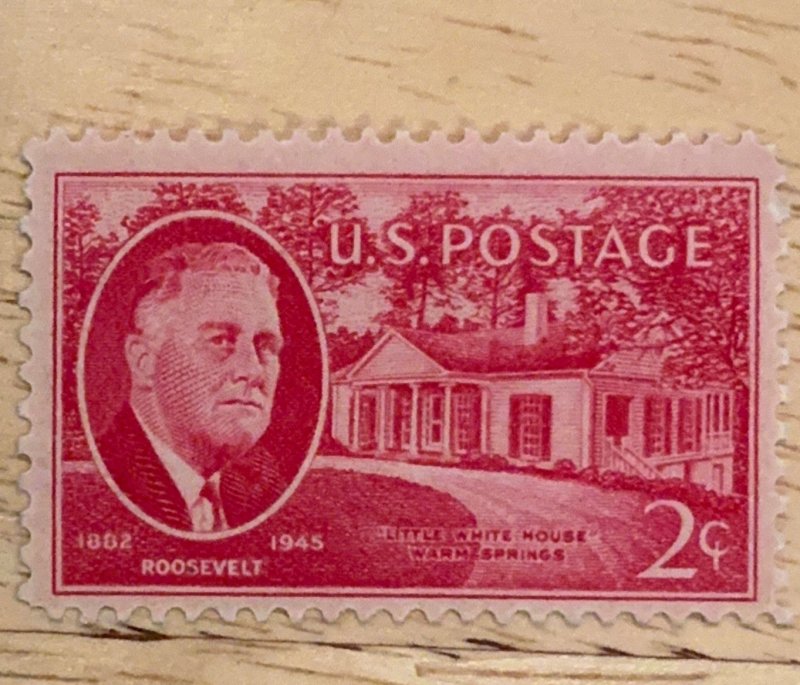 U.S. POSTAGE
1882 1945
ROOSEVELT
"LITTLE WHITE HOUSE"
WARM SPRINGS
2¢